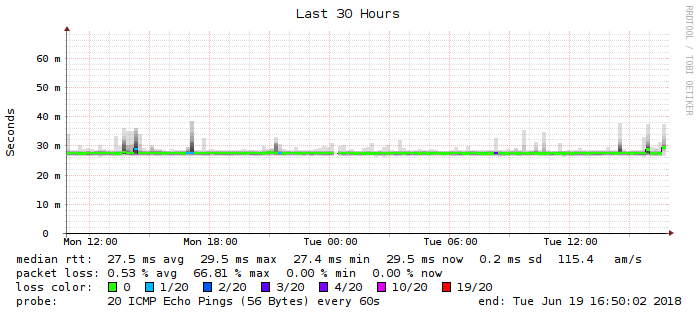 Last 30 Hours
RRDTOOL / TOBI OETIKER
Seconds
60 m
50 m
40 m
30 m
20 m
10 m
0
Mon 12:00 Mon 18:00 Tue 00:00 Tue 06:00 Tue 12:00
median rtt: 27.5 ms avg 29.5 ms max 27.4 ms min 29.5 ms now 0.2 ms sd 115.4 am/s
packet loss: 0.53 % avg 66.81 % max 0.00 % min 0.00 % now
loss color: 0 1/20 2/20 3/20 4/20 10/20 19/20
probe: 20 ICMP Echo Pings (56 Bytes) every 60s end: Tue Jun 19 16:50:02 2018